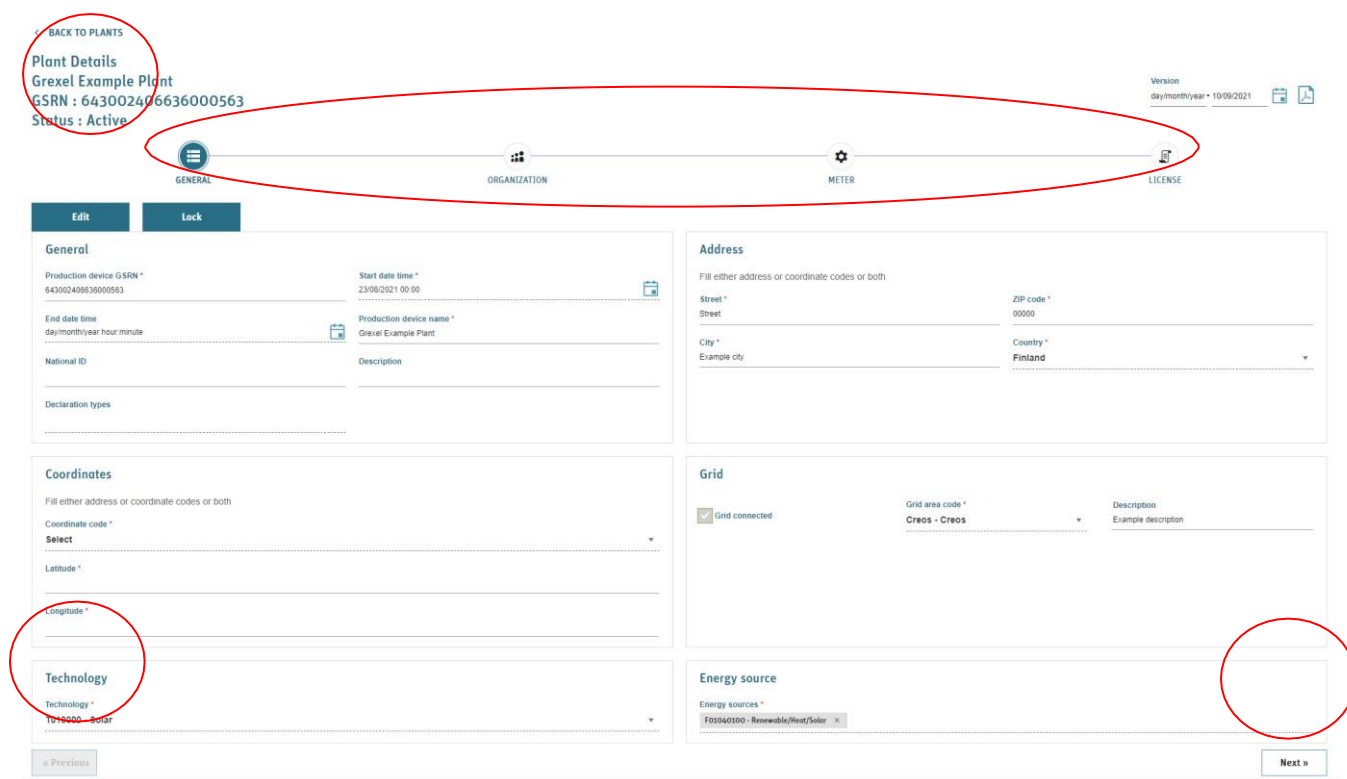 < BACK TO PLANTS
Plant Details
Grexel Example Plant
GSRN : 643002406636000563
Status : Active
Version
day/month/year • 10/09/2021
GENERAL
ORGANIZATION
METER
LICENSE
Edit
Lock
General
Production device GSRN *
643002406636000563
Start date time *
23/08/2021 00:00
End date time
day/month/year hour:minute
Production device name *
Grexel Example Plant
National ID
Description
Declaration types
Address
Fill either address or coordinate codes or both
Street *
Street
ZIP code *
00000
City *
Example city
Country *
Finland
Coordinates
Fill either address or coordinate codes or both
Coordinate code *
Select
Latitude *
Longitude *
Grid
Grid connected
Grid area code *
Creos - Creos
Description
Example description
Technology
Technology *
T010000 - Solar
Energy source
Energy sources *
F01040100 - Renewable/Heat/Solar ×
« Previous
Next »